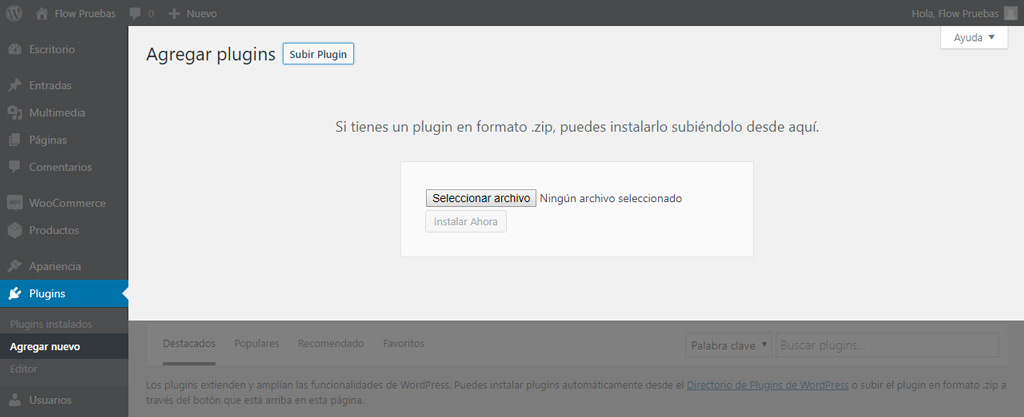 Flow Pruebas
0
Nuevo
Hola, Flow Pruebas
Escritorio
Entradas
Multimedia
Páginas
Comentarios
WooCommerce
Productos
Apariencia
Plugins
Plugins instalados
Agregar nuevo
Editor
Usuarios
Ayuda
Agregar plugins
Subir Plugin
Si tienes un plugin en formato .zip, puedes instalarlo subiéndolo desde aquí.
Seleccionar archivo Ningún archivo seleccionado
Instalar Ahora
Destacados Populares Recomendado Favoritos
Palabra clave
Buscar plugins...
Los plugins extienden y amplían las funcionalidades de WordPress. Puedes instalar plugins automáticamente desde el Directorio de Plugins de WordPress o subir el plugin en formato .zip a
través del botón que está arriba en esta página.